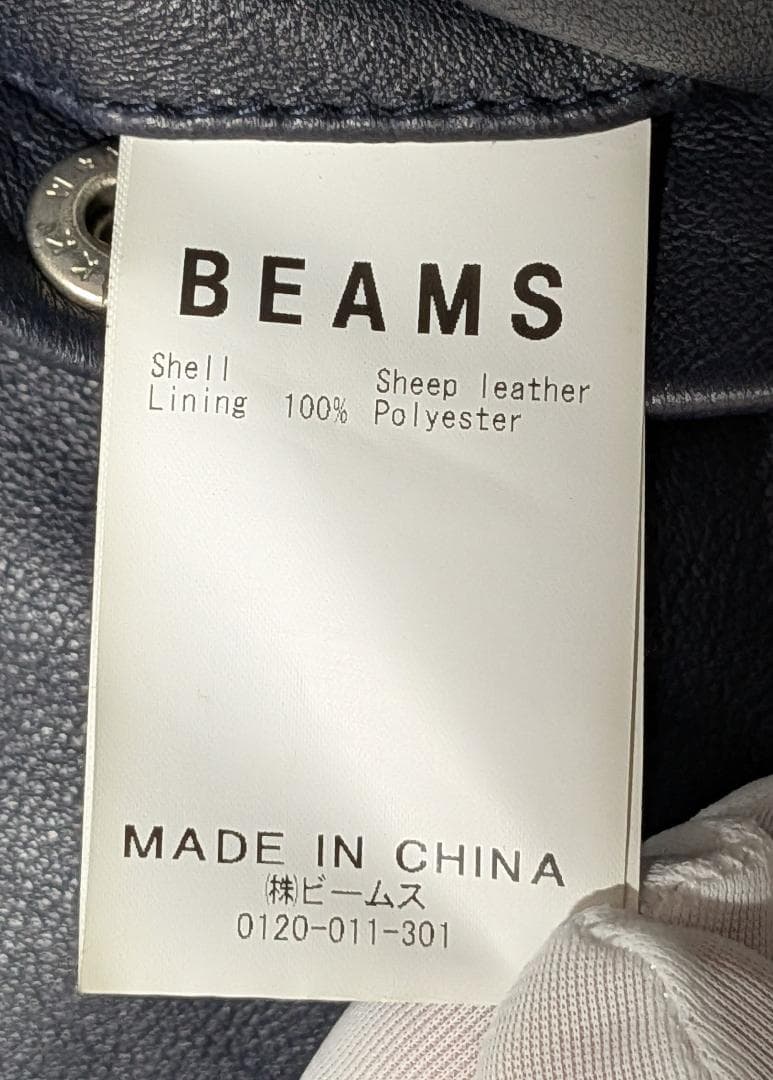 BEAMS
Shell Sheep leather
Lining 100% Polyester
MADE IN CHINA
㈱ビームス
0120-011-301